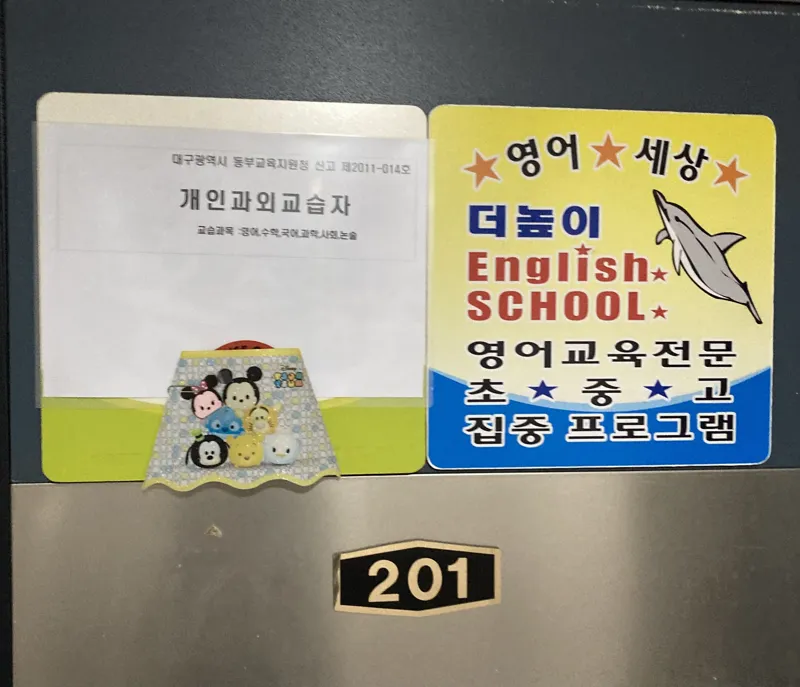 대구광역시 동부교육지원청 신고 제2011-014호
개인과외교습자
교습과목 :영어,수학,국어,과학,사회,논술
Disney
TSUM
TSUM
영어★세상
더높이
English
SCHOOL
영어교육전문
초★중★고
집중 프로그램
201